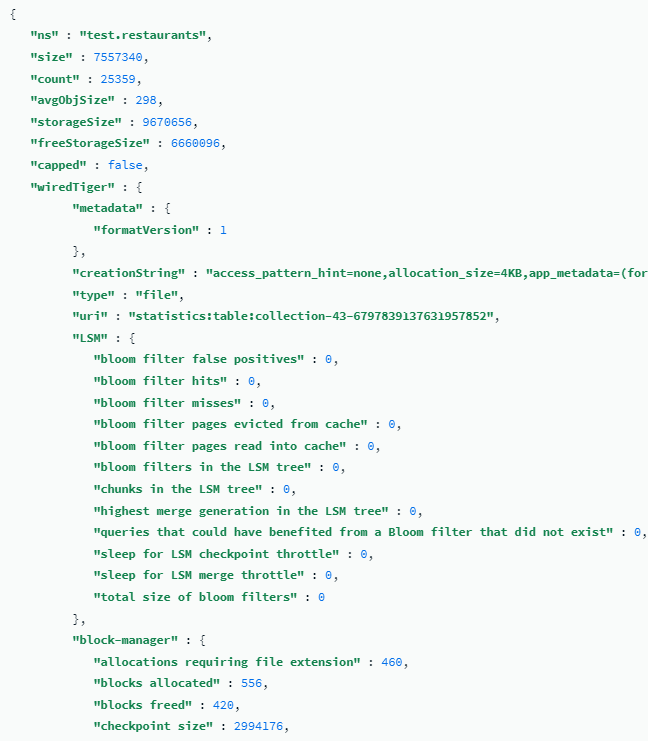 {
"ns" : "test.restaurants",
"size" : 7557340,
"count" : 25359,
"avgObjSize" : 298,
"storageSize" : 9670656,
"freeStorageSize" : 6660096,
"capped" : false,
"wiredTiger" : {
"metadata" : {
"formatVersion" : 1
},
"creationString" : "access_pattern_hint=none,allocation_size=4KB,app_metadata=(for
"type" : "file",
"uri" : "statistics:table:collection-43-6797839137631957852",
"LSM" : {
"bloom filter false positives" : 0,
"bloom filter hits" : 0,
"bloom filter misses" : 0,
"bloom filter pages evicted from cache" : 0,
"bloom filter pages read into cache" : 0,
"bloom filters in the LSM tree" : 0,
"chunks in the LSM tree" : 0,
"highest merge generation in the LSM tree" : 0,
"queries that could have benefited from a Bloom filter that did not exist" : 0,
"sleep for LSM checkpoint throttle" : 0,
"sleep for LSM merge throttle" : 0,
"total size of bloom filters" : 0
},
"block-manager" : {
"allocations requiring file extension" : 460,
"blocks allocated" : 556,
"blocks freed" : 420,
"checkpoint size" : 2994176,